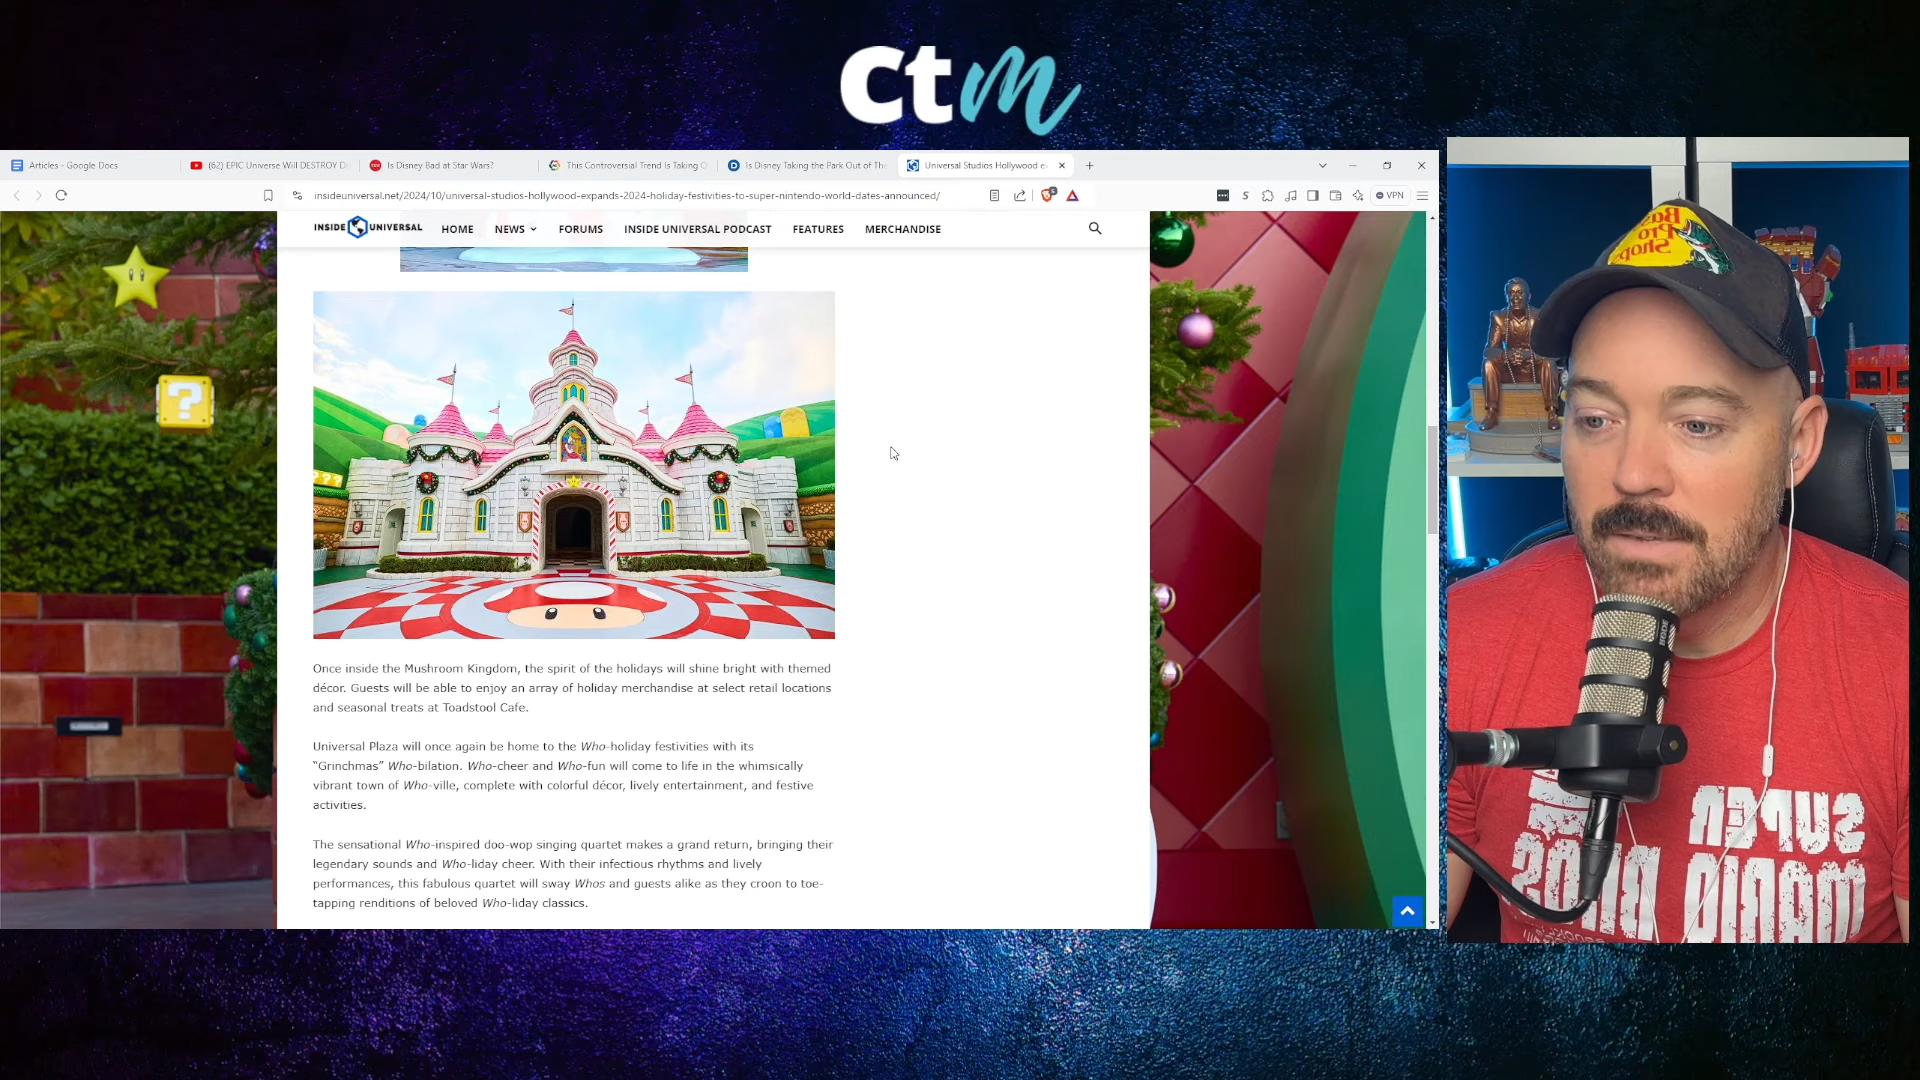 ctm
Articles - Google Docs
(62) EPIC Universe Will DESTROY D
Is Disney Bad at Star Wars?
This Controversial Trend Is Taking O
Is Disney Taking the Park Out of The
Universal Studios Hollywood e
insideuniversal.net/2024/10/universal-studios-hollywood-expands-2024-holiday-festivities-to-super-nintendo-world-dates-announced/
VPN
INSIDE UNIVERSAL
HOME
NEWS
FORUMS
INSIDE UNIVERSAL PODCAST
FEATURES
MERCHANDISE
Once inside the Mushroom Kingdom, the spirit of the holidays will shine bright with themed
décor. Guests will be able to enjoy an array of holiday merchandise at select retail locations
and seasonal treats at Toadstool Cafe.
Universal Plaza will once again be home to the Who-holiday festivities with its
“Grinchmas” Who-bilation. Who-cheer and Who-fun will come to life in the whimsically
vibrant town of Who-ville, complete with colorful décor, lively entertainment, and festive
activities.
The sensational Who-inspired doo-wop singing quartet makes a grand return, bringing their
legendary sounds and Who-liday cheer. With their infectious rhythms and lively
performances, this fabulous quartet will sway Whos and guests alike as they croon to toe-
tapping renditions of beloved Who-liday classics.
?
???
Bass
Pro
Shops
RØDE
SUPER
MARIO BROS